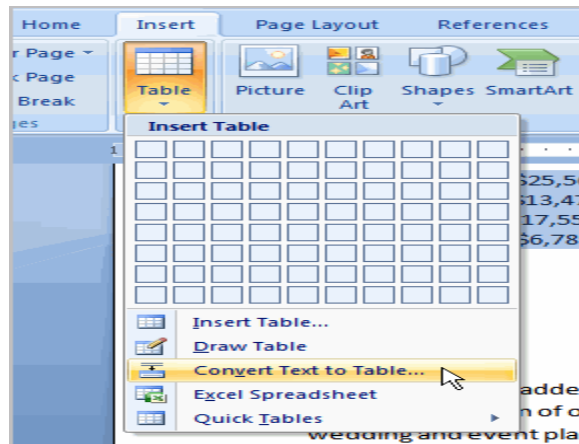 Home Insert Page Layout References
r Page
k Page
Break
Table Picture Clip Art Shapes SmartArt
ges
Insert Table
1
$25,5
$13,47
17,55
$6,78
Insert Table...
Draw Table
Convert Text to Table...
Excel Spreadsheet
Quick Tables
adde
n of o
wedding and event pla